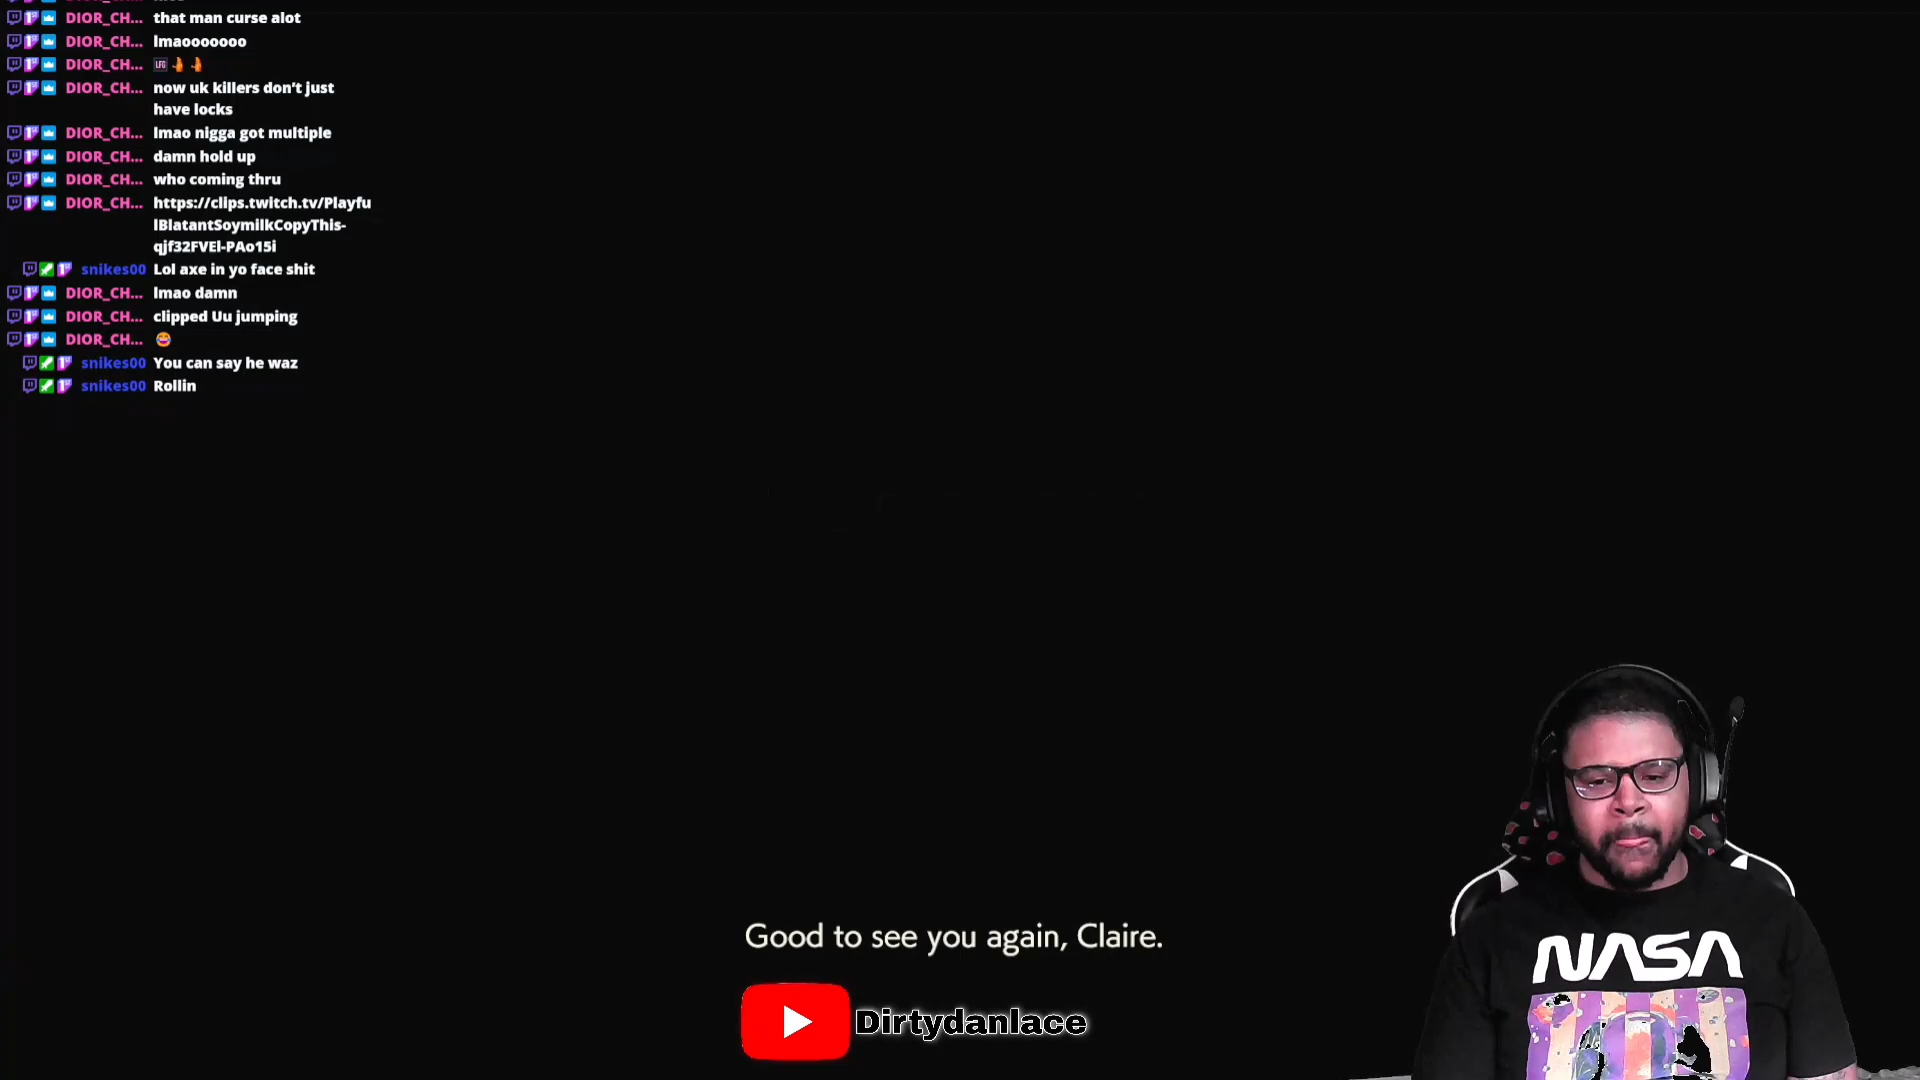 DIOR_CH... that man curse alot
DIOR_CH... lmaooooooo
DIOR_CH... LFG
DIOR_CH... now uk killers don't just
have locks
DIOR_CH... lmao nigga got multiple
DIOR_CH... damn hold up
DIOR_CH... who coming thru
DIOR_CH... https://clips.twitch.tv/Playfu
lBlatantSoymilkCopyThis-
qjf32FVEl-PAo15i
snikes00 Lol axe in yo face shit
DIOR_CH... lmao damn
DIOR_CH... clipped Uu jumping
DIOR_CH...
snikes00 You can say he waz
snikes00 Rollin
Good to see you again, Claire.
Dirtydanlace
NASA